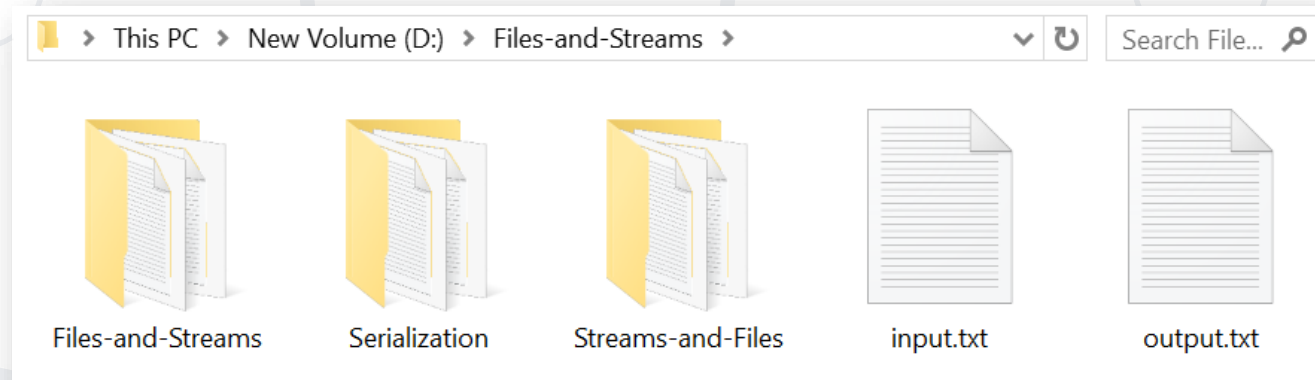 This PC > New Volume (D:) > Files-and-Streams > Search File...
Files-and-Streams Serialization Streams-and-Files input.txt output.txt